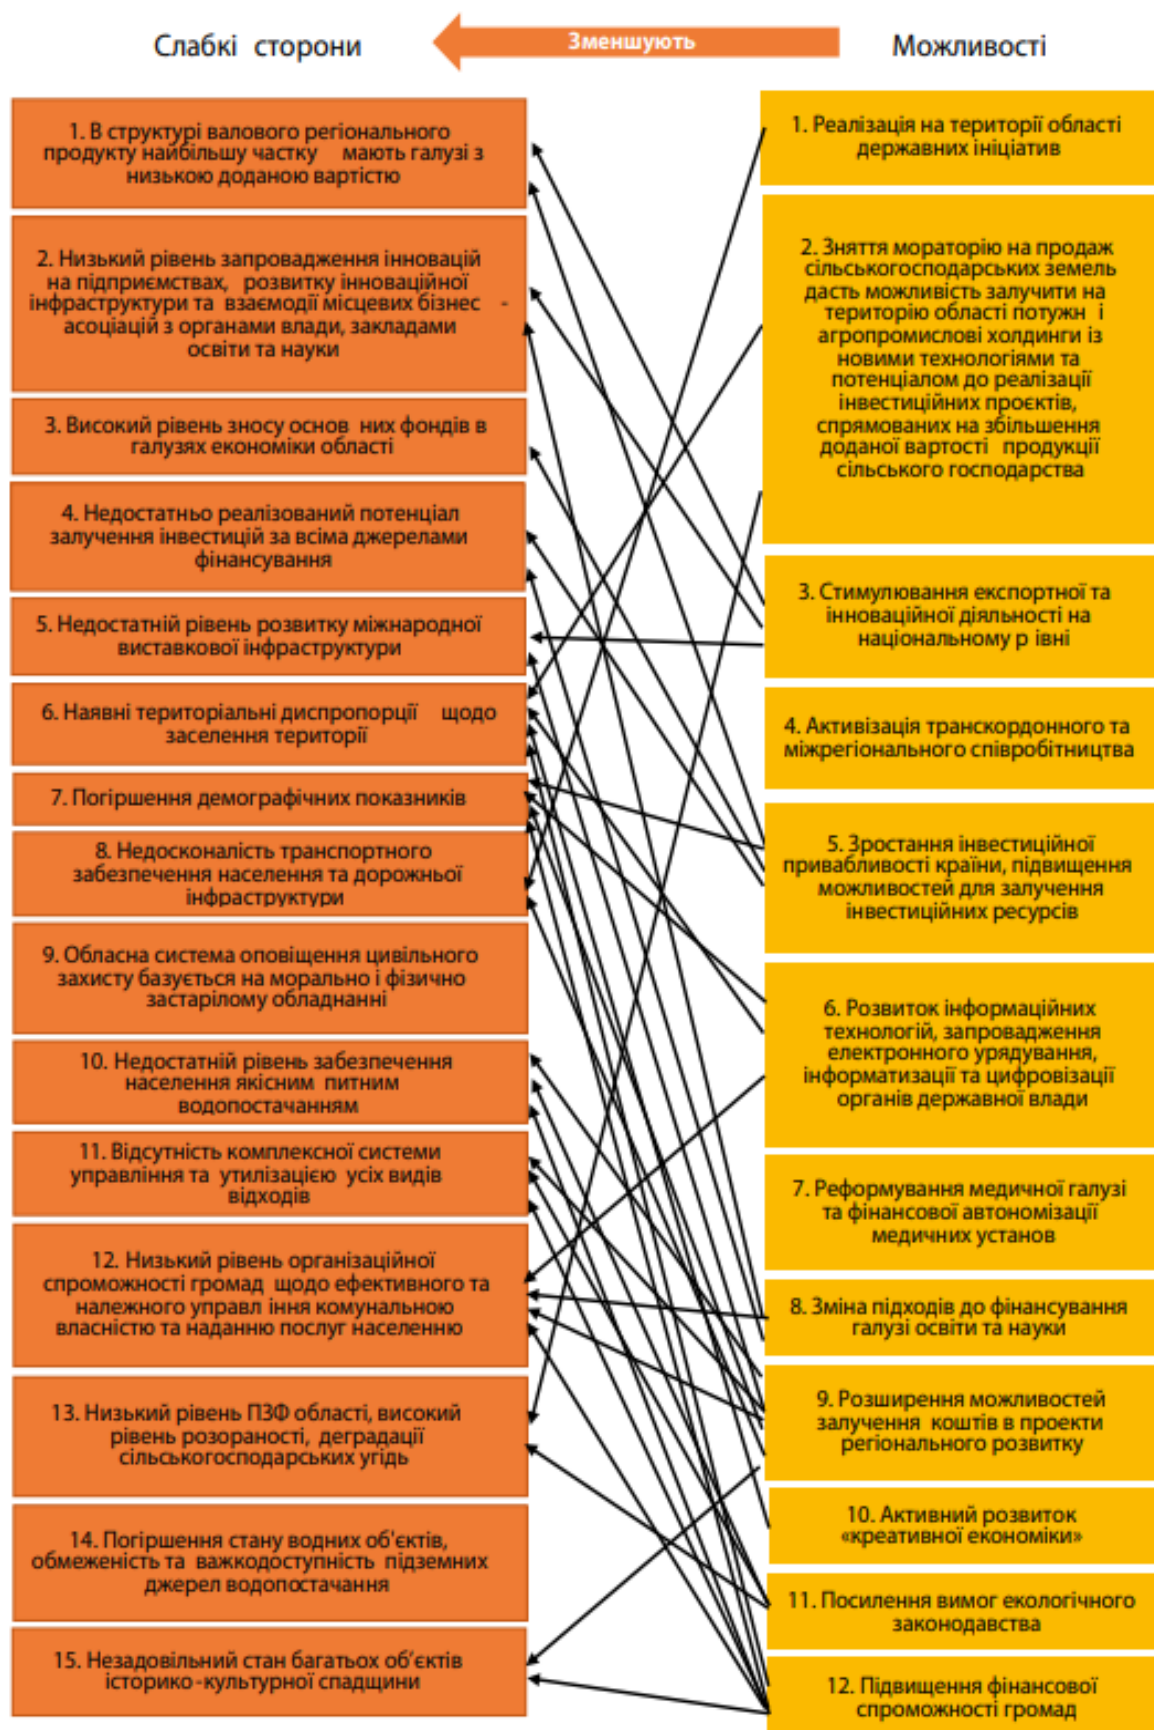 Слабкі сторони
Зменшують
Можливості
1. В структурі валового регіонального
продукту найбільшу частку мають галузі з
низькою доданою вартістю
2. Низький рівень запровадження інновацій
на підприємствах, розвитку інноваційної
інфраструктури та взаємодії місцевих бізнес -
асоціацій з органами влади, закладами
освіти та науки
3. Високий рівень зносу основ них фондів в
галузях економіки області
4. Недостатньо реалізований потенціал
залучення інвестицій за всіма джерелами
фінансування
5. Недостатній рівень розвитку міжнародної
виставкової інфраструктури
6. Наявні територіальні диспропорції щодо
заселення території
7. Погіршення демографічних показників
8. Недосконалість транспортного
забезпечення населення та дорожньої
інфраструктури
9. Обласна система оповіщення цивільного
захисту базується на морально і фізично
застарілому обладнанні
10. Недостатній рівень забезпечення
населення якісним питним
водопостачанням
11. Відсутність комплексної системи
управління та утилізацією усіх видів
відходів
12. Низький рівень організаційної
спроможності громад щодо ефективного та
належного управл іння комунальною
власністю та наданню послуг населенню
13. Низький рівень ПЗФ області, високий
рівень розораності, деградації
сільськогосподарських угідь
14. Погіршення стану водних об'єктів,
обмеженість та важкодоступність підземних
джерел водопостачання
15. Незадовільний стан багатьох об'єктів
історико-культурної спадщини
1. Реалізація на території області
державних ініціатив
2. Зняття мораторію на продаж
сільськогосподарських земель
дасть можливість залучити на
територію області потужн і
агропромислові холдинги із
новими технологіями та
потенціалом до реалізації
інвестиційних проєктів,
спрямованих на збільшення
доданої вартості продукції
сільського господарства
3. Стимулювання експортної та
інноваційної діяльності на
національному р івні
4. Активізація транскордонного та
міжрегіонального співробітництва
5. Зростання інвестиційної
привабливості країни, підвищення
можливостей для залучення
інвестиційних ресурсів
6. Розвиток інформаційних
технологій, запровадження
електронного урядування,
інформатизації та цифровізації
органів державної влади
7. Реформування медичної галузі
та фінансової автономізації
медичних установ
8. Зміна підходів до фінансування
галузі освіти та науки
9. Розширення можливостей
залучення коштів в проекти
регіонального розвитку
10. Активний розвиток
«креативної економіки»
11. Посилення вимог екологічного
законодавства
12. Підвищення фінансової
спроможності громад